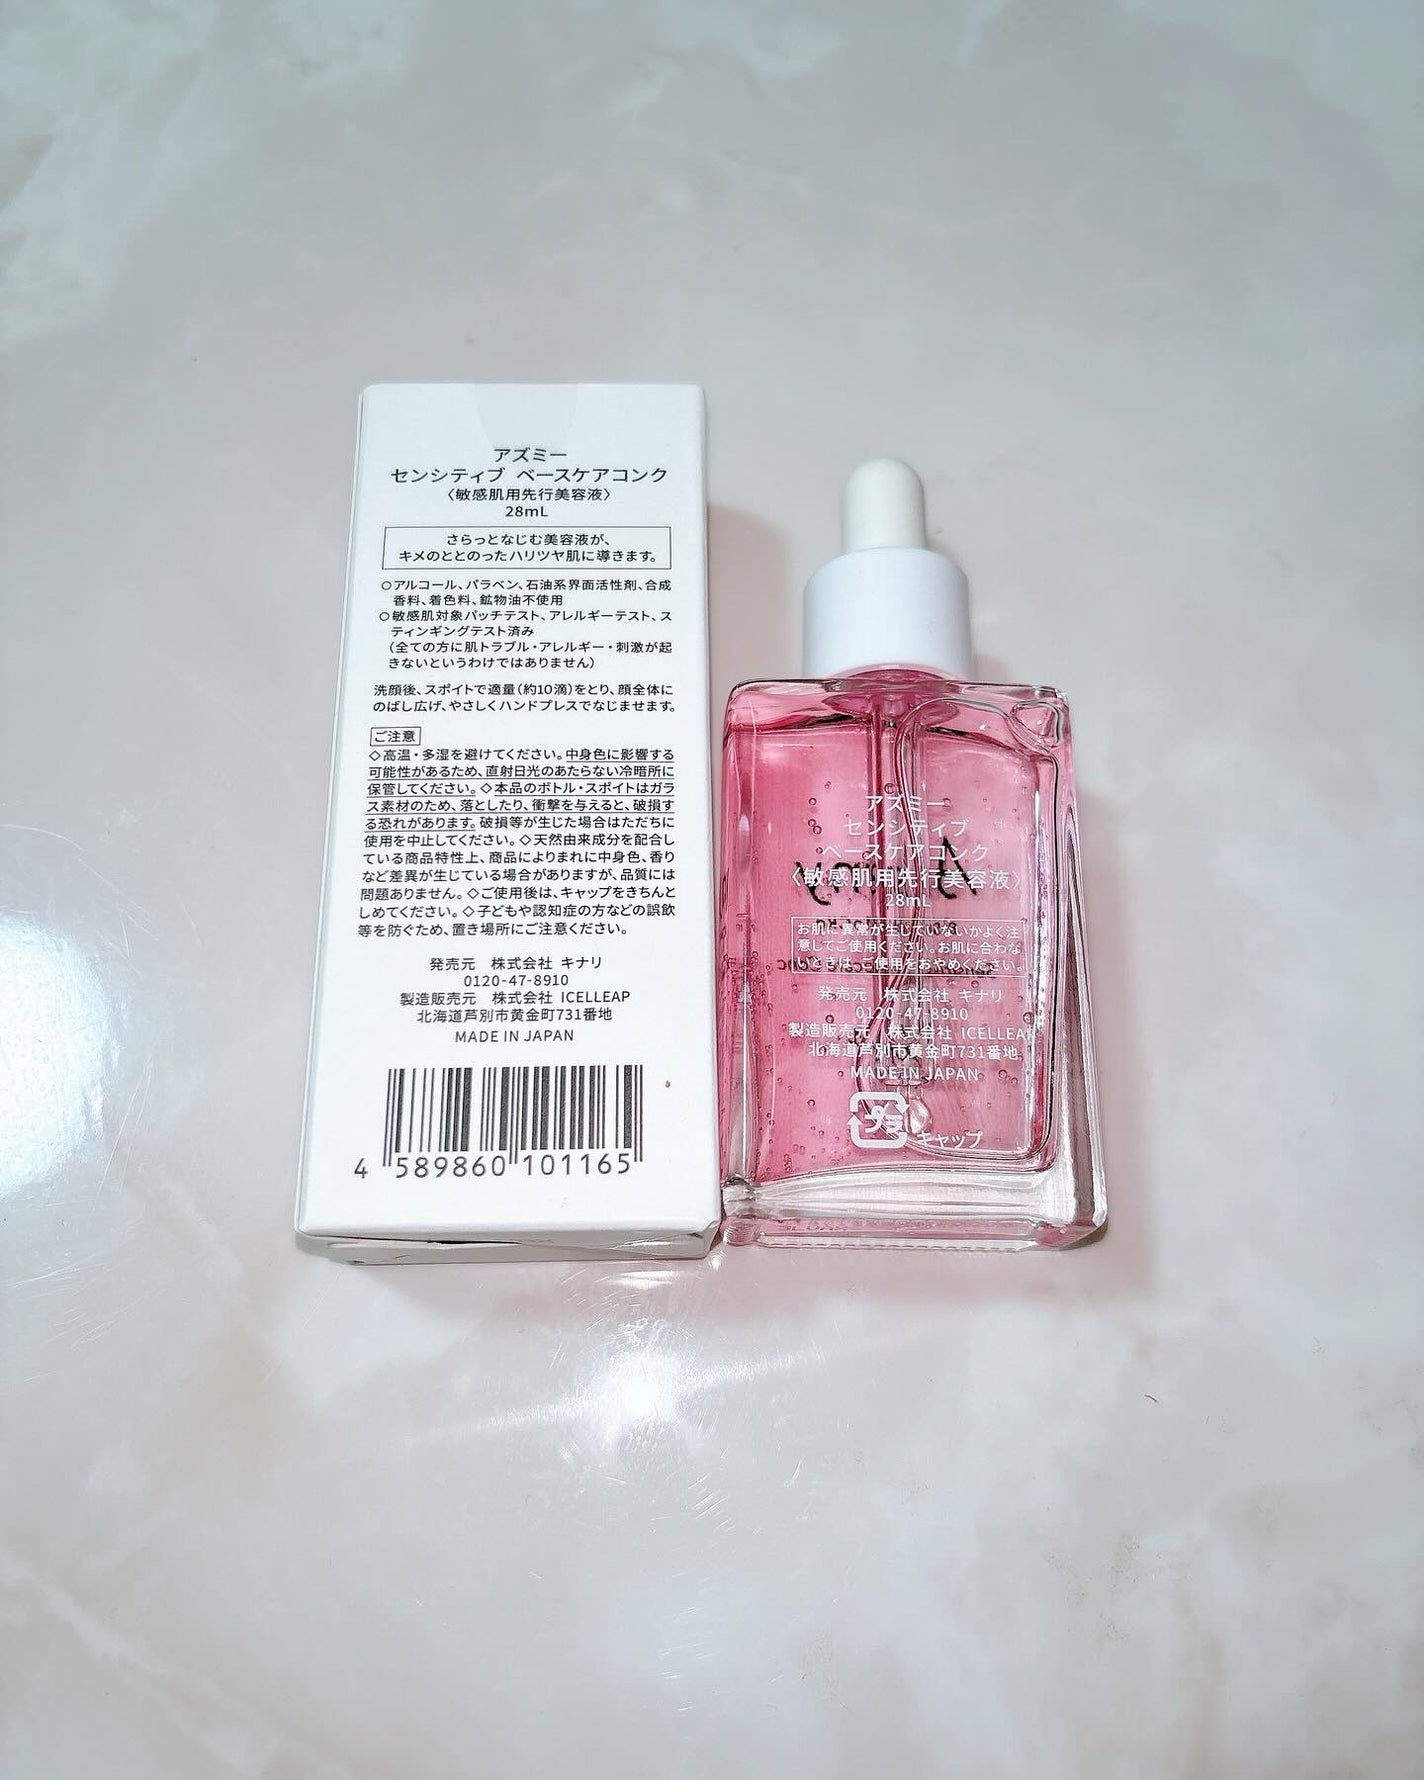 アズミー
センシティブ ベースケアコンク
〈敏感肌用先行美容液〉
28mL
さらっとなじむ美容液が、
キメのととのったハリツヤ肌に導きます。
○アルコール、パラベン、石油系界面活性剤、合成
香料、着色料、鉱物油不使用
○敏感肌対象パッチテスト、アレルギーテスト、ス
ティンギングテスト済み
(全ての方に肌トラブル・アレルギー・刺激が起
きないというわけではありません)
洗顔後、スポイトで適量(約10滴)をとり、顔全体に
のばし広げ、やさしくハンドプレスでなじませます。
ご注意
◇高温・多湿を避けてください。中身色に影響する
可能性があるため、直射日光のあたらない冷暗所に
保管してください。◇本品のボトル・スポイトはガラ
ス素材のため、落としたり、衝撃を与えると、破損す
る恐れがあります。破損等が生じた場合はただちに
使用を中止してください。◇天然由来成分を配合し
ている商品特性上、商品によりまれに中身色、香り
など差異が生じている場合がありますが、品質には
問題ありません。◇ご使用後は、キャップをきちんと
しめてください。◇子どもや認知症の方などの誤飲
等を防ぐため、置き場所にご注意ください。
発売元 株式会社 キナリ
0120-47-8910
製造販売元 株式会社 ICELLEAP
北海道芦別市黄金町731番地
MADE IN JAPAN
4 589860 101165
アズミー
センシティブ
ベースケアコンク
〈敏感肌用先行美容液〉
28mL
お肌に異常が生じていないかよく注
意してご使用ください。お肌に合わな
いときは、ご使用をおやめください。
発売元 株式会社 キナリ
0120-47-8910
製造販売元 株式会社 ICELLEAP
北海道芦別市黄金町731番地
MADE IN JAPAN
プラ
キャップ